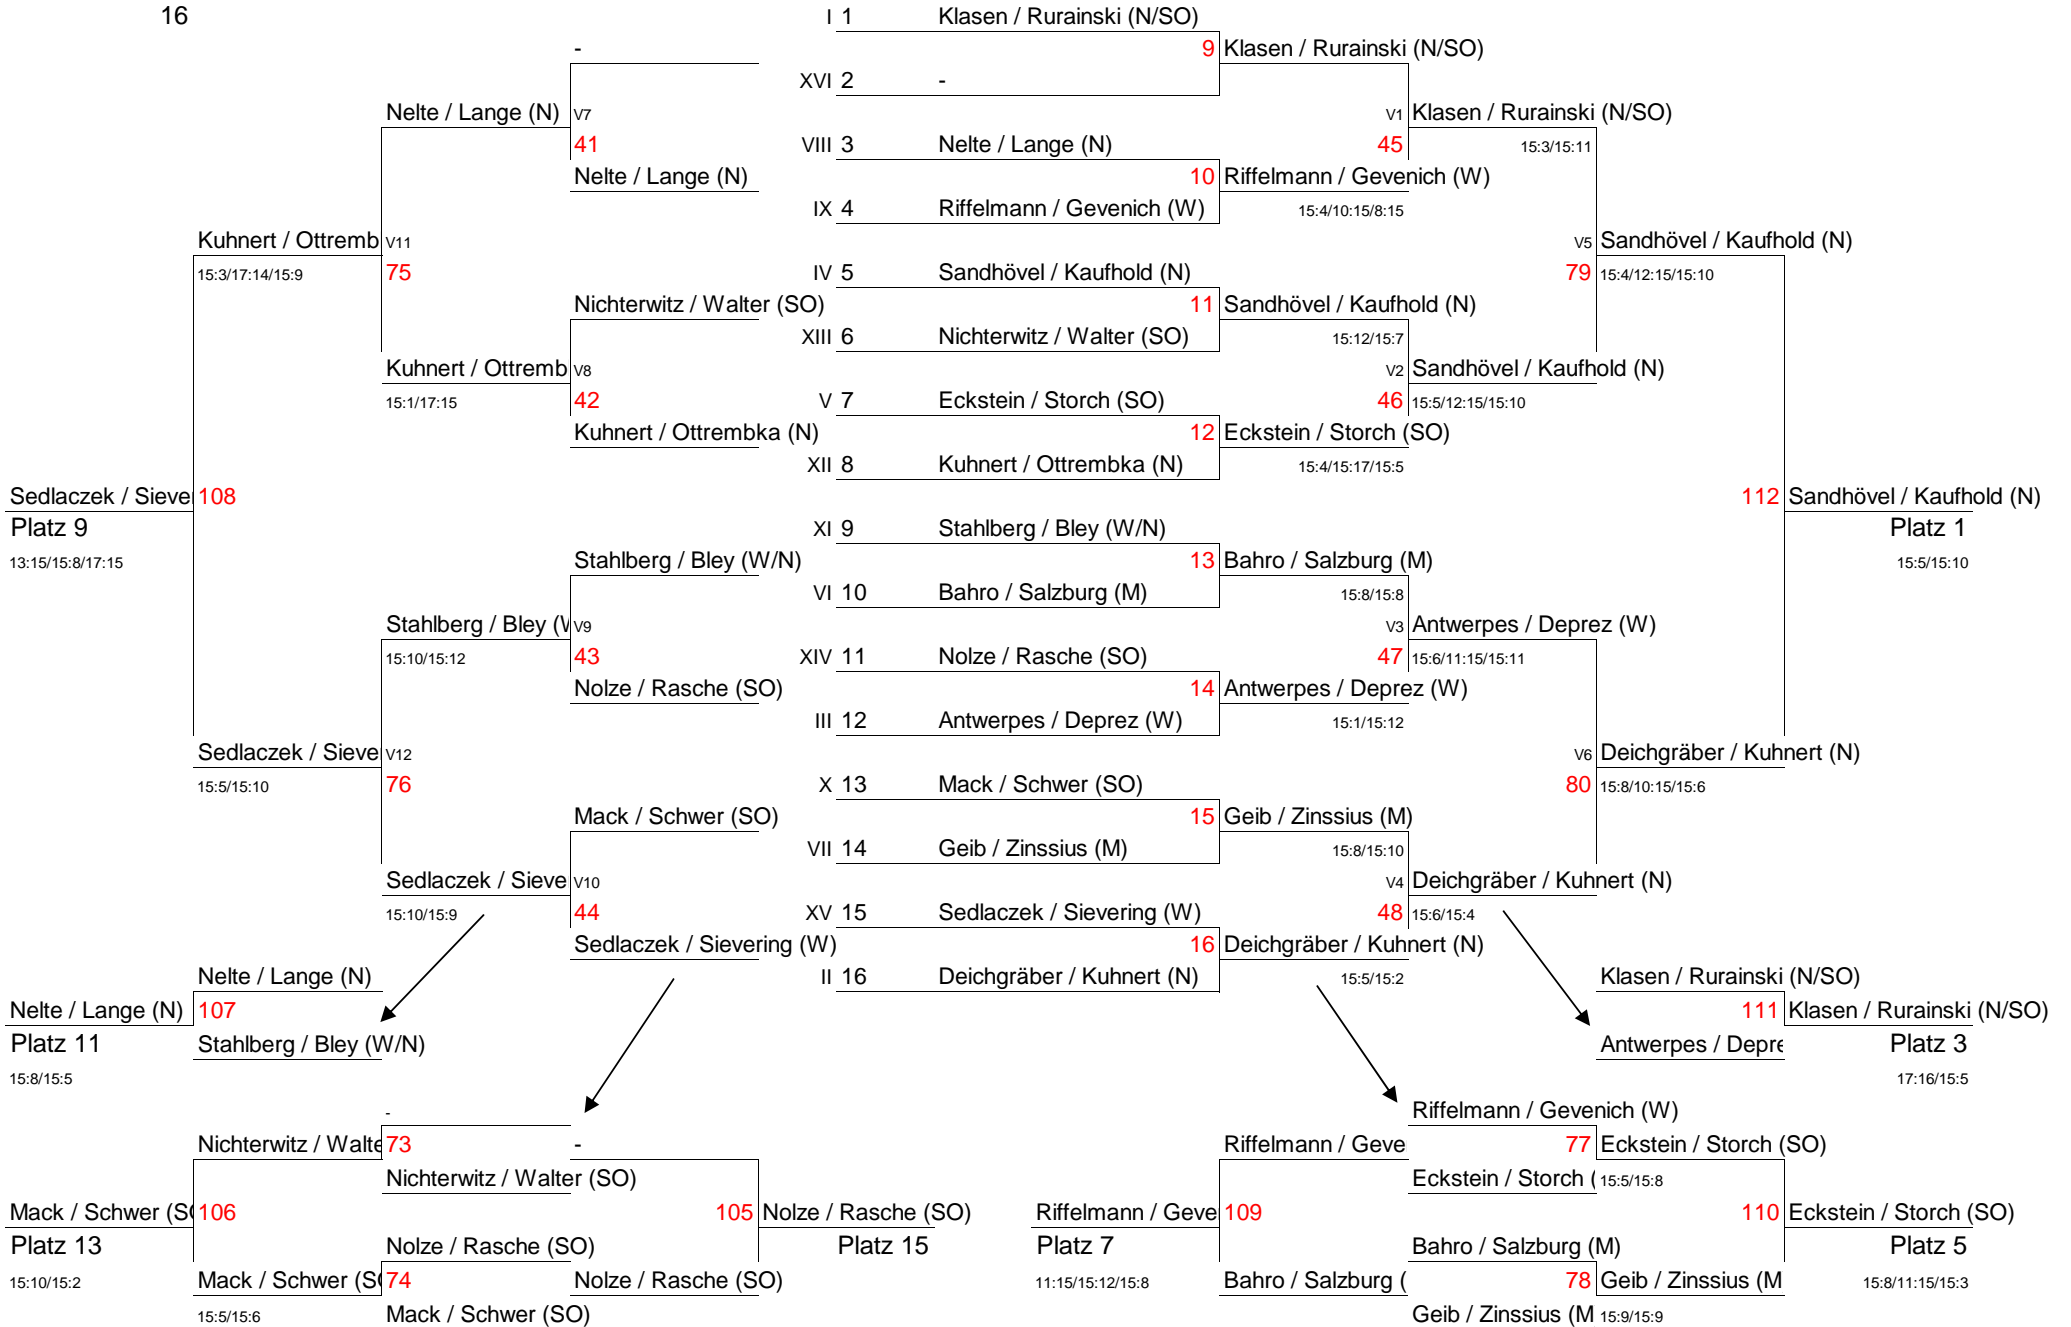 16
I 1 Klasen / Rurainski (N/SO)
- 9 Klasen / Rurainski (N/SO)
XVI 2 -
Nelte / Lange (N) V7 V1 Klasen / Rurainski (N/SO)
41 VIII 3 Nelte / Lange (N) 45 15:3/15:11
Nelte / Lange (N) 10 Riffelmann / Gevenich (W)
IX 4 Riffelmann / Gevenich (W) 15:4/10:15/8:15
Kuhnert / Ottremb V11 V5 Sandhövel / Kaufhold (N)
15:3/17:14/15:9 75 IV 5 Sandhövel / Kaufhold (N) 79 15:4/12:15/15:10
Nichterwitz / Walter (SO) 11 Sandhövel / Kaufhold (N)
XIII 6 Nichterwitz / Walter (SO) 15:12/15:7
Kuhnert / Ottremb V8 V2 Sandhövel / Kaufhold (N)
15:1/17:15 42 V 7 Eckstein / Storch (SO) 46 15:5/12:15/15:10
Kuhnert / Ottrembka (N) 12 Eckstein / Storch (SO)
XII 8 Kuhnert / Ottrembka (N) 15:4/15:17/15:5
Sedlaczek / Sieve 108 112 Sandhövel / Kaufhold (N)
Platz 9 XI 9 Stahlberg / Bley (W/N) Platz 1
13:15/15:8/17:15 Stahlberg / Bley (W/N) 13 Bahro / Salzburg (M) 15:5/15:10
VI 10 Bahro / Salzburg (M) 15:8/15:8
Stahlberg / Bley (W V9 V3 Antwerpes / Deprez (W)
15:10/15:12 43 XIV 11 Nolze / Rasche (SO) 47 15:6/11:15/15:11
Nolze / Rasche (SO) 14 Antwerpes / Deprez (W)
III 12 Antwerpes / Deprez (W) 15:1/15:12
Sedlaczek / Sieve V12 V6 Deichgräber / Kuhnert (N)
15:5/15:10 76 X 13 Mack / Schwer (SO) 80 15:8/10:15/15:6
Mack / Schwer (SO) 15 Geib / Zinssius (M)
VII 14 Geib / Zinssius (M) 15:8/15:10
Sedlaczek / Sieve V10 V4 Deichgräber / Kuhnert (N)
15:10/15:9 44 XV 15 Sedlaczek / Sievering (W) 48 15:6/15:4
Sedlaczek / Sievering (W) 16 Deichgräber / Kuhnert (N)
Nelte / Lange (N) II 16 Deichgräber / Kuhnert (N) 15:5/15:2 Klasen / Rurainski (N/SO)
Nelte / Lange (N) 107 111 Klasen / Rurainski (N/SO)
Platz 11 Stahlberg / Bley (W/N) Antwerpes / Depre Platz 3
15:8/15:5 17:16/15:5
- Riffelmann / Gevenich (W)
Nichterwitz / Walte 73 - Riffelmann / Geve 77 Eckstein / Storch (SO)
Nichterwitz / Walter (SO) Eckstein / Storch ( 15:5/15:8
Mack / Schwer (SO 106 105 Nolze / Rasche (SO) Riffelmann / Geve 109 110 Eckstein / Storch (SO)
Platz 13 Nolze / Rasche (SO) Platz 15 Platz 7 Bahro / Salzburg (M) Platz 5
15:10/15:2 Mack / Schwer (SO 74 Nolze / Rasche (SO) 11:15/15:12/15:8 Bahro / Salzburg ( 78 Geib / Zinssius (M 15:8/11:15/15:3
15:5/15:6 Mack / Schwer (SO) Geib / Zinssius (M 15:9/15:9